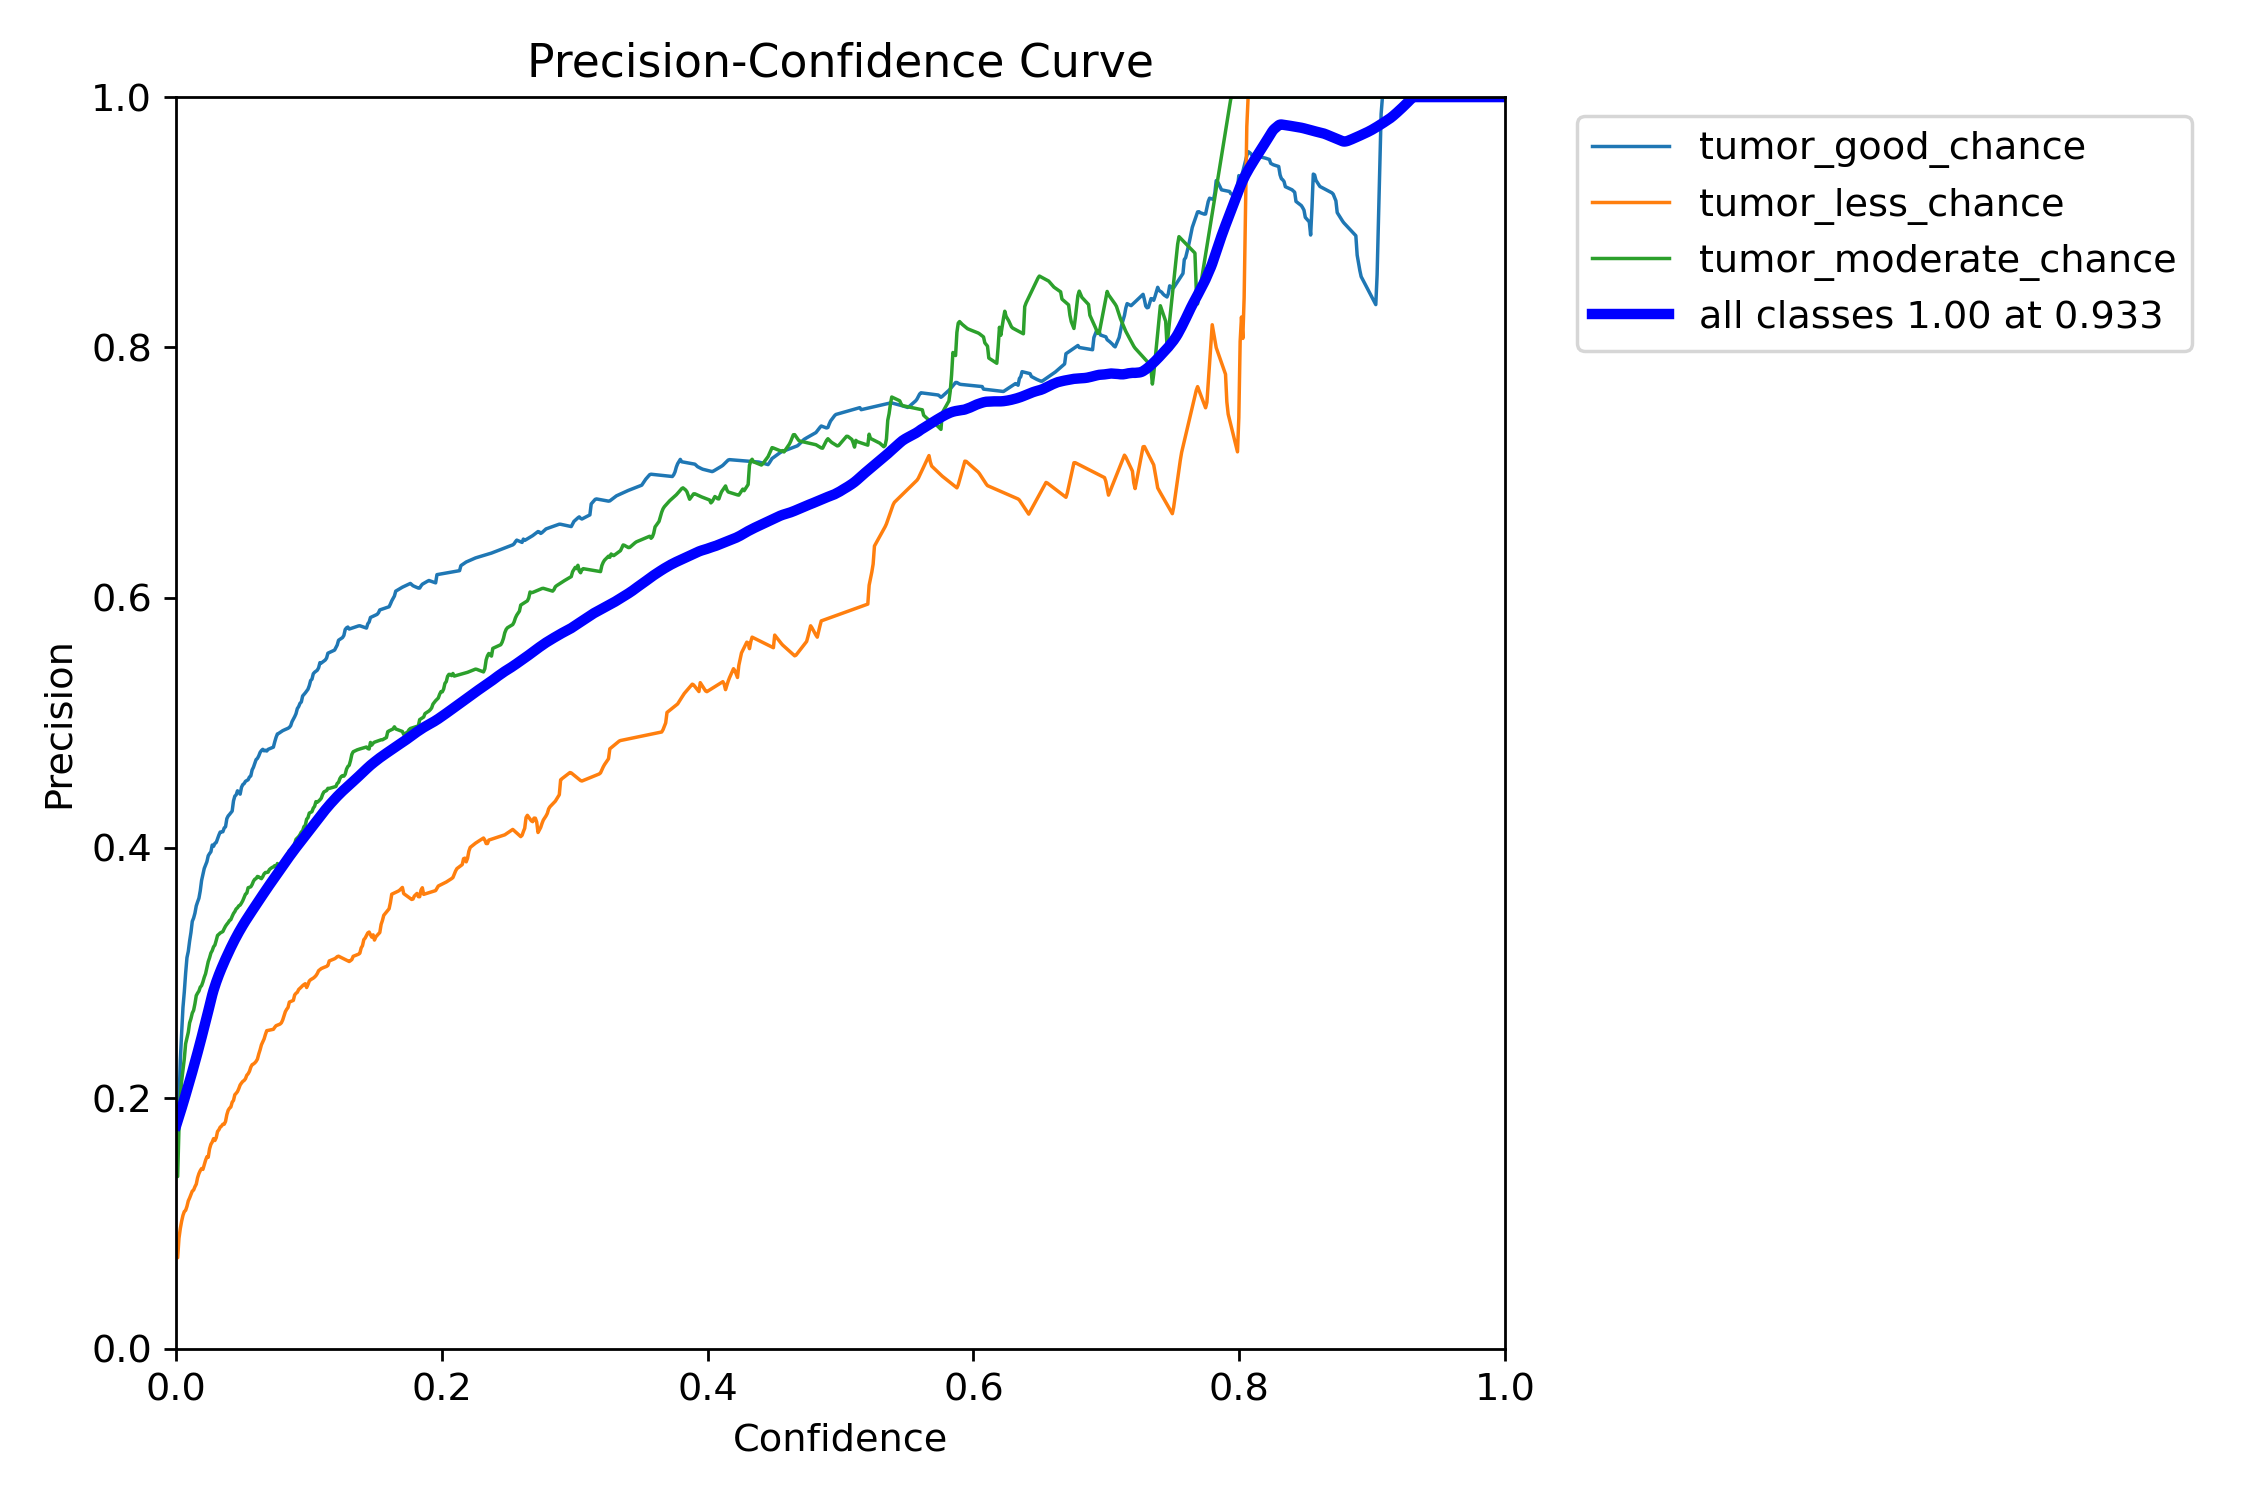 Precision-Confidence Curve
1.0
0.8
0.6
0.4
0.2
0.0
Precision
0.0 0.2 0.4 0.6 0.8 1.0
Confidence
tumor_good_chance
tumor_less_chance
tumor_moderate_chance
all classes 1.00 at 0.933